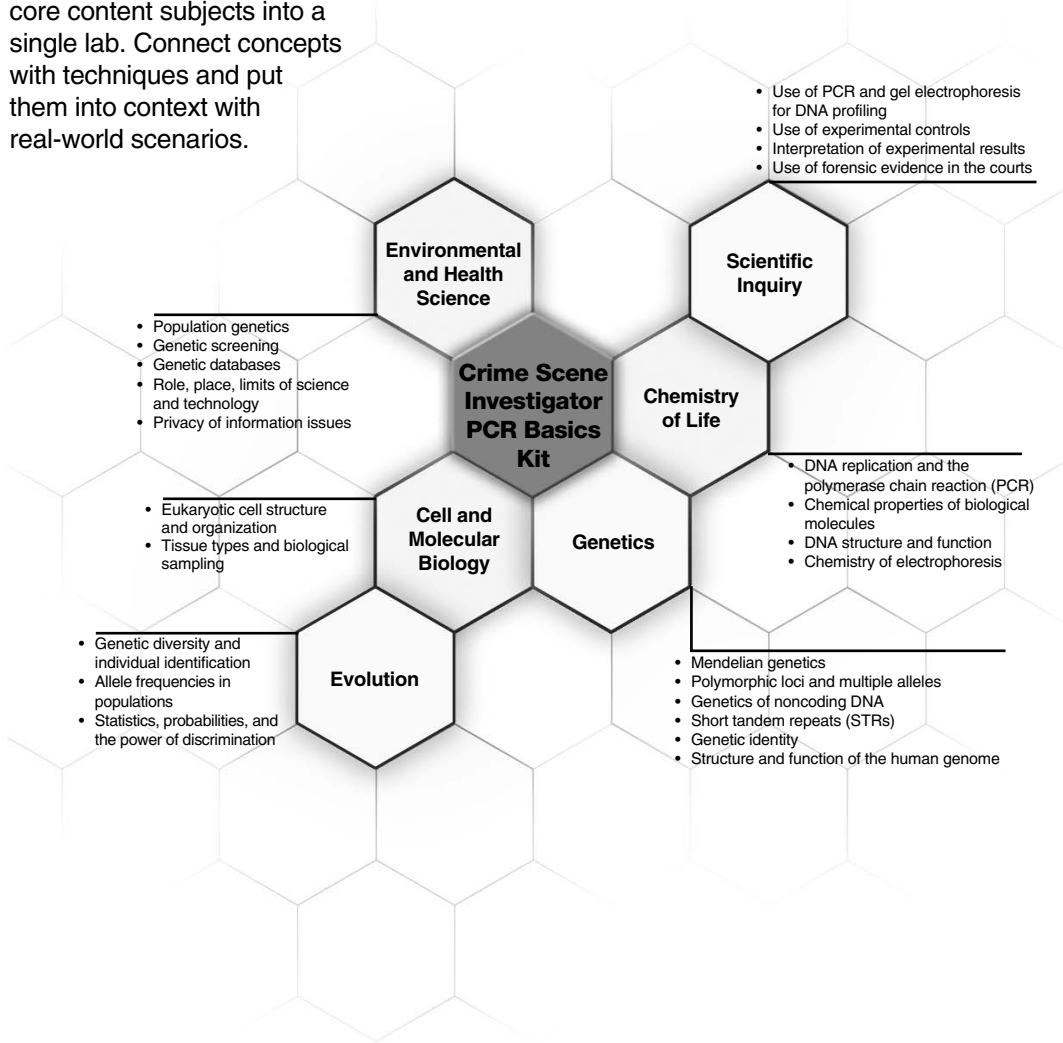 core content subjects into a
single lab. Connect concepts
with techniques and put
them into context with
real-world scenarios.
• Use of PCR and gel electrophoresis
for DNA profiling
• Use of experimental controls
• Interpretation of experimental results
• Use of forensic evidence in the courts
Environmental
and Health
Science
Scientific
Inquiry
• Population genetics
• Genetic screening
• Genetic databases
• Role, place, limits of science
and technology
• Privacy of information issues
Crime Scene
Investigator
PCR Basics
Kit
Chemistry
of Life
• DNA replication and the
polymerase chain reaction (PCR)
• Chemical properties of biological
molecules
• DNA structure and function
• Chemistry of electrophoresis
• Eukaryotic cell structure
and organization
• Tissue types and biological
sampling
Cell and
Molecular
Biology
Genetics
• Genetic diversity and
individual identification
• Allele frequencies in
populations
• Statistics, probabilities, and
the power of discrimination
Evolution
• Mendelian genetics
• Polymorphic loci and multiple alleles
• Genetics of noncoding DNA
• Short tandem repeats (STRs)
• Genetic identity
• Structure and function of the human genome